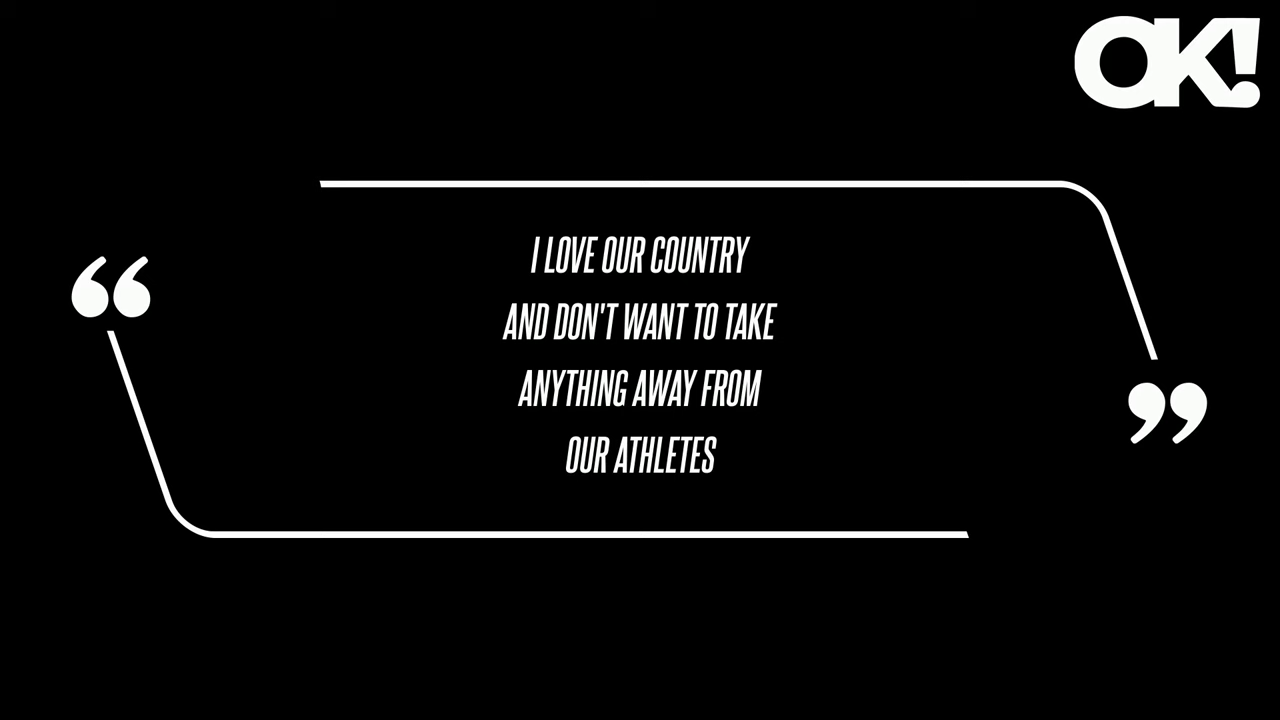 OK!
“
I LOVE OUR COUNTRY
AND DON'T WANT TO TAKE
ANYTHING AWAY FROM
OUR ATHLETES
”